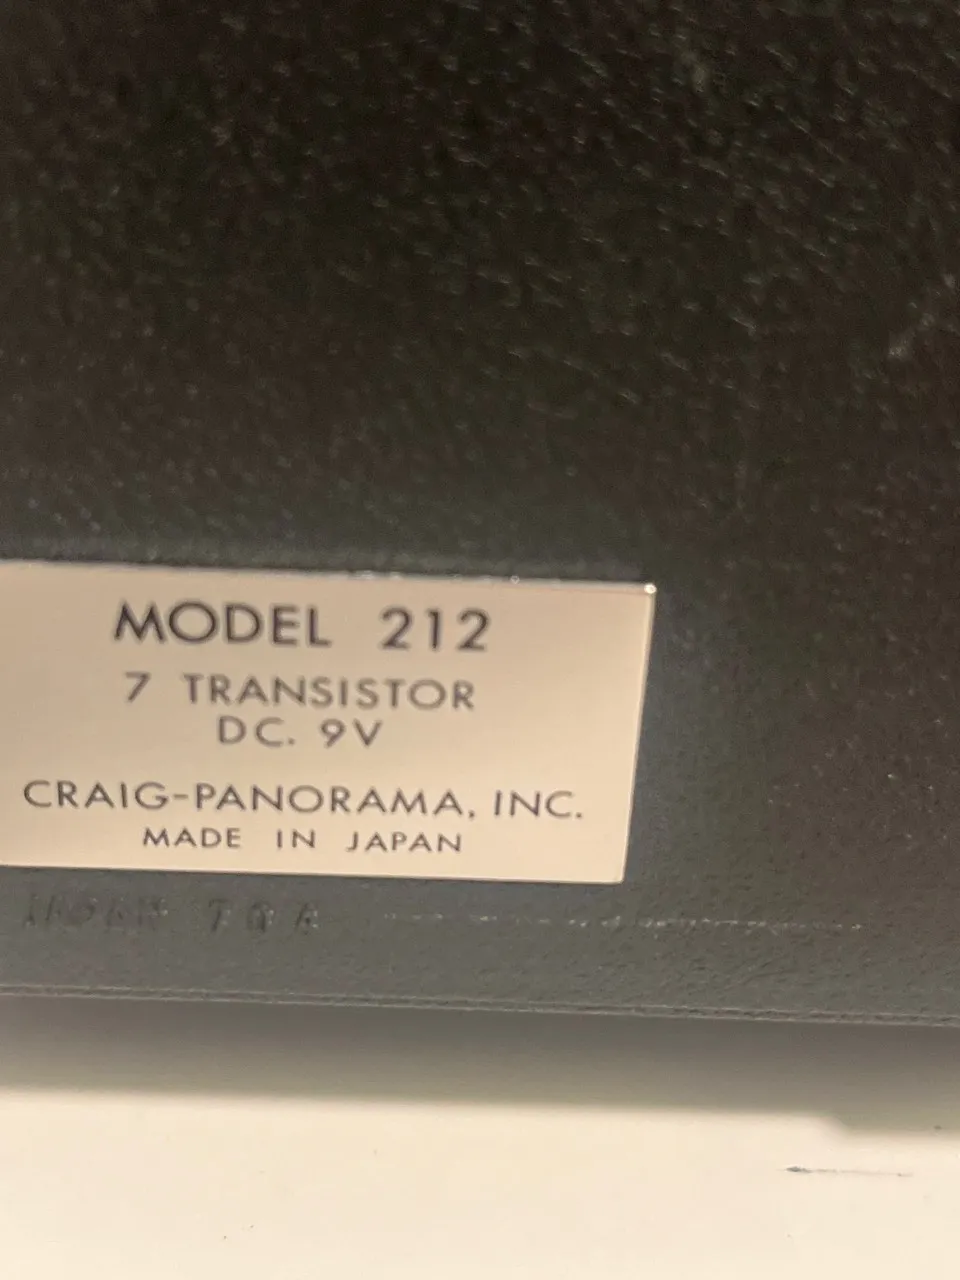 MODEL 212
7 TRANSISTOR
DC. 9V
CRAIG-PANORAMA, INC.
MADE IN JAPAN